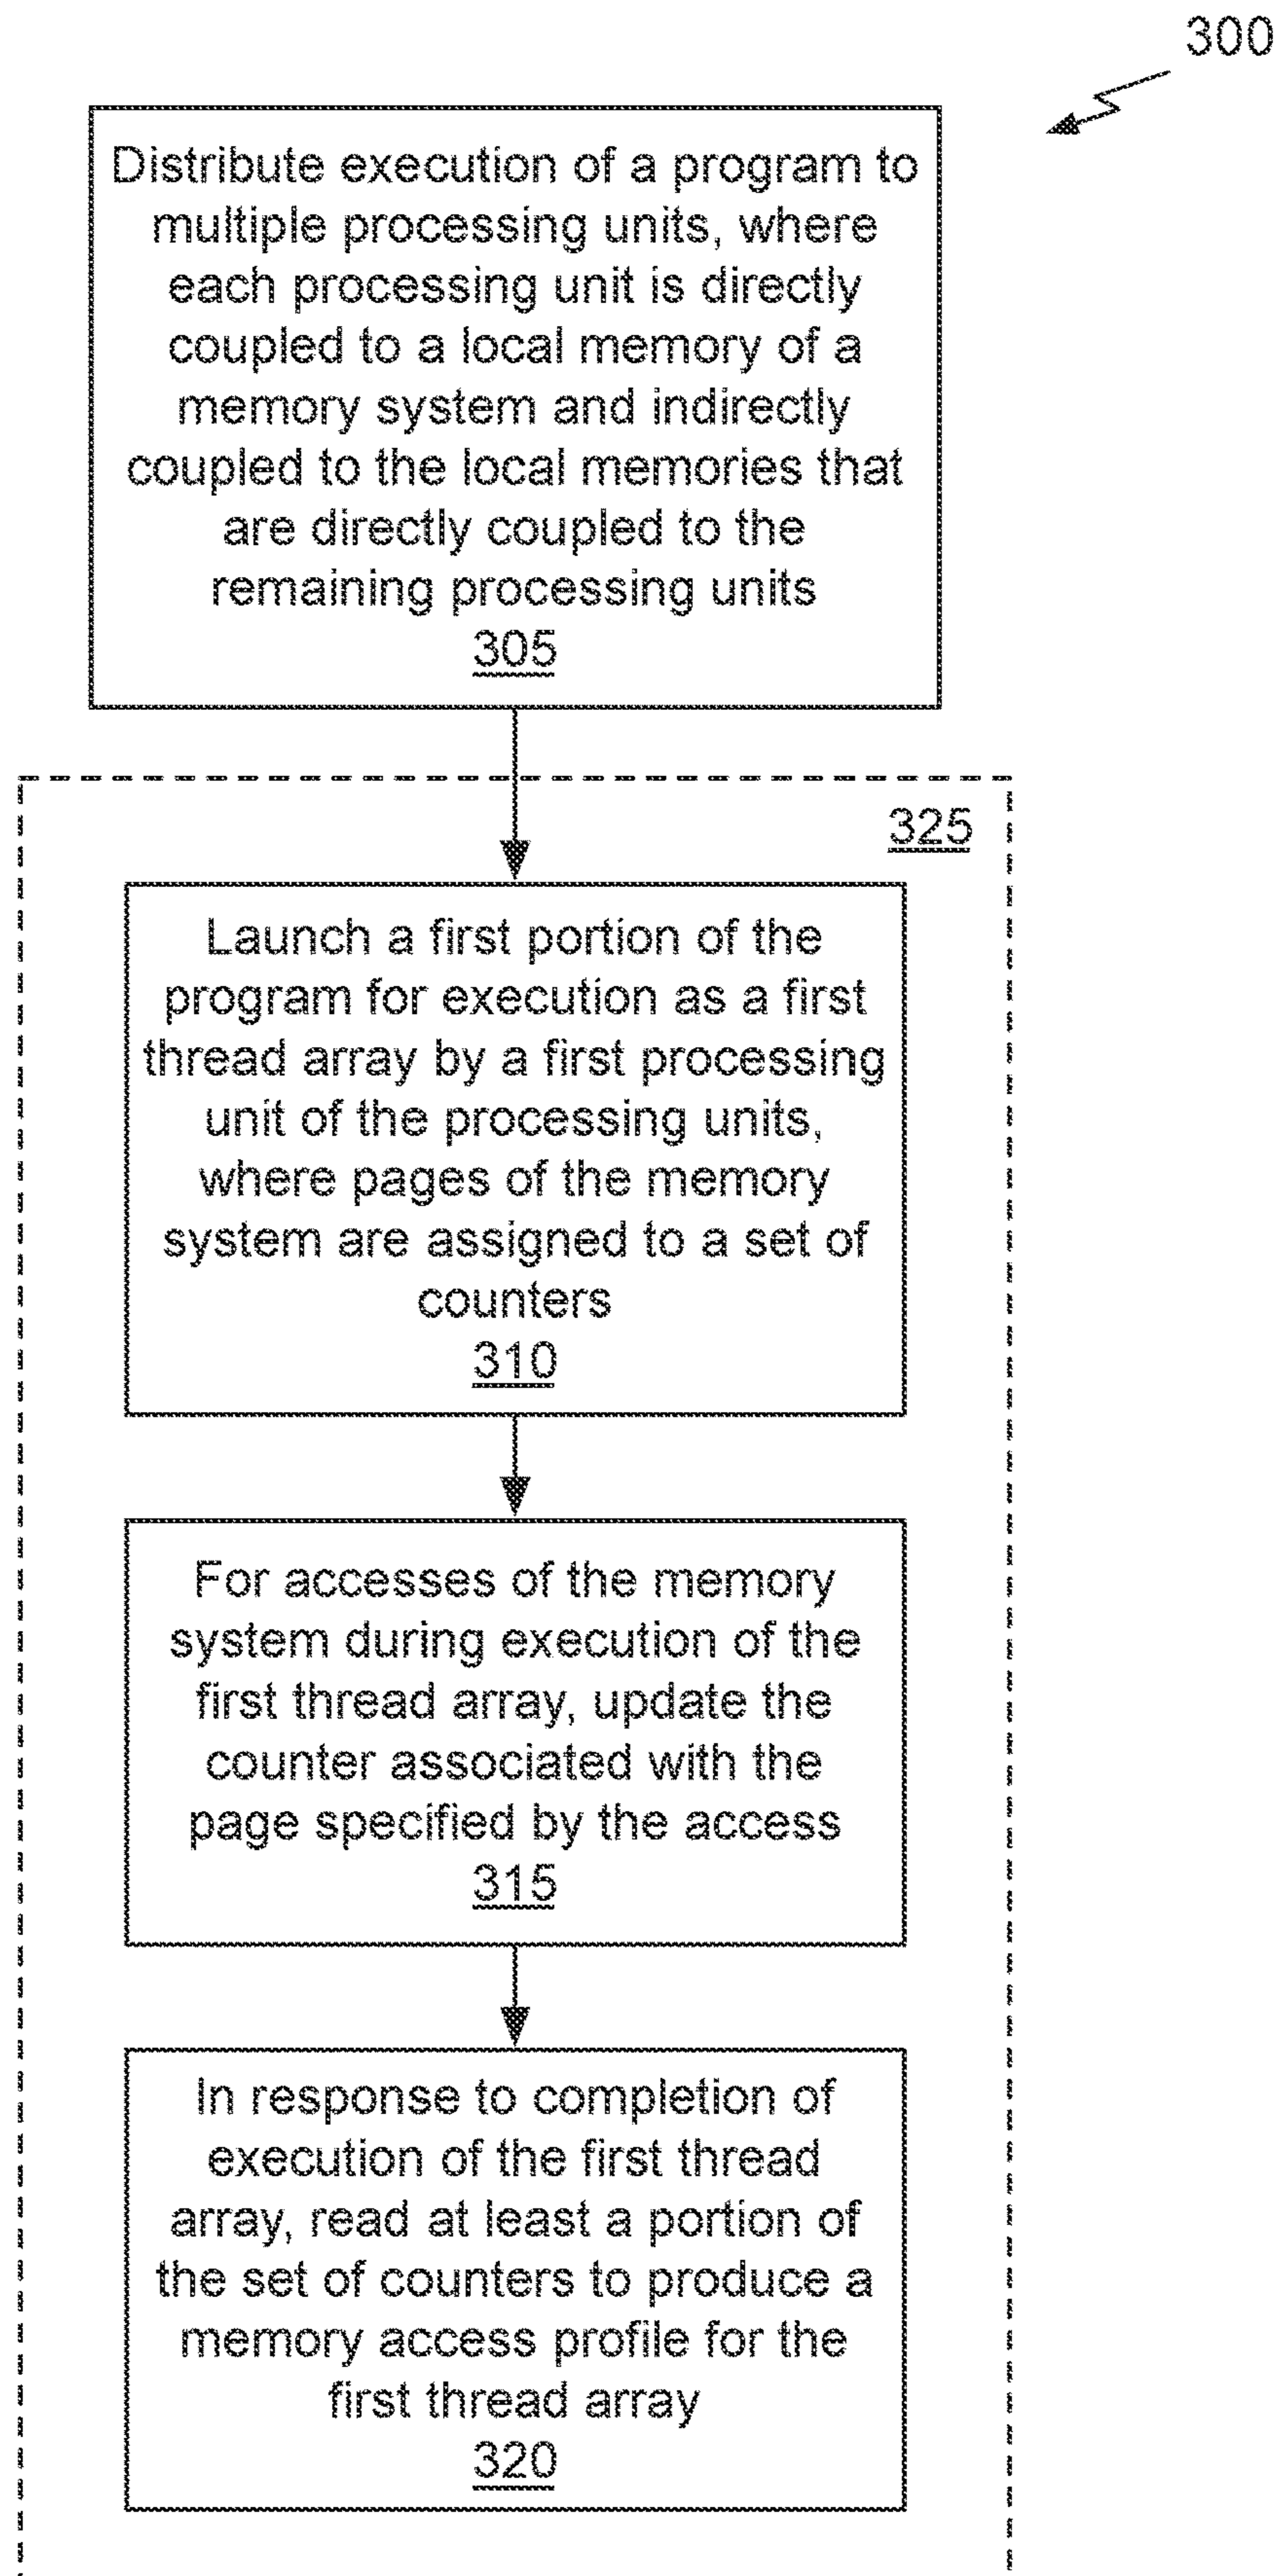 300
Distribute execution of a program to
multiple processing units, where
each processing unit is directly
coupled to a local memory of a
memory system and indirectly
coupled to the local memories that
are directly coupled to the
remaining processing units
305
325
Launch a first portion of the
program for execution as a first
thread array by a first processing
unit of the processing units,
where pages of the memory
system are assigned to a set of
counters
310
For accesses of the memory
system during execution of the
first thread array, update the
counter associated with the
page specified by the access
315
In response to completion of
execution of the first thread
array, read at least a portion of
the set of counters to produce a
memory access profile for the
first thread array
320